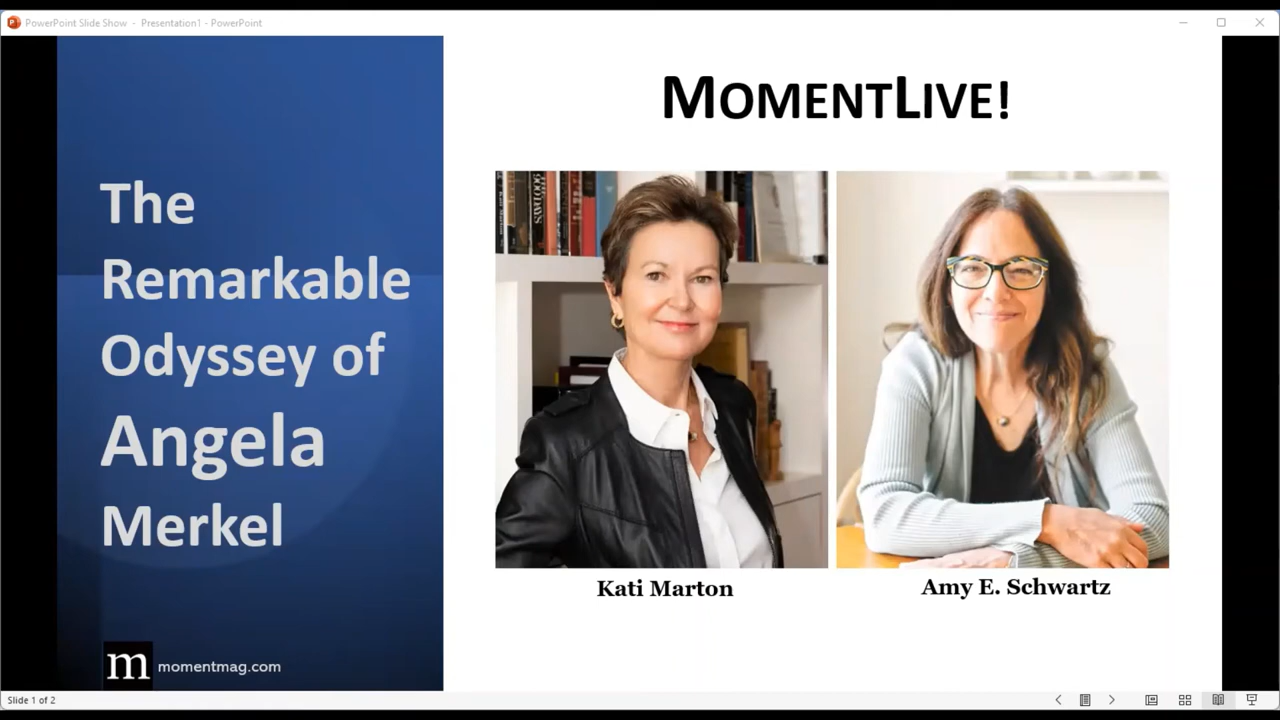 PowerPoint Slide Show - Presentation1 - PowerPoint
MOMENTLIVE!
The
Remarkable
Odyssey of
Angela
Merkel
Kati Marton
Amy E. Schwartz
m momentmag.com
Slide 1 of 2